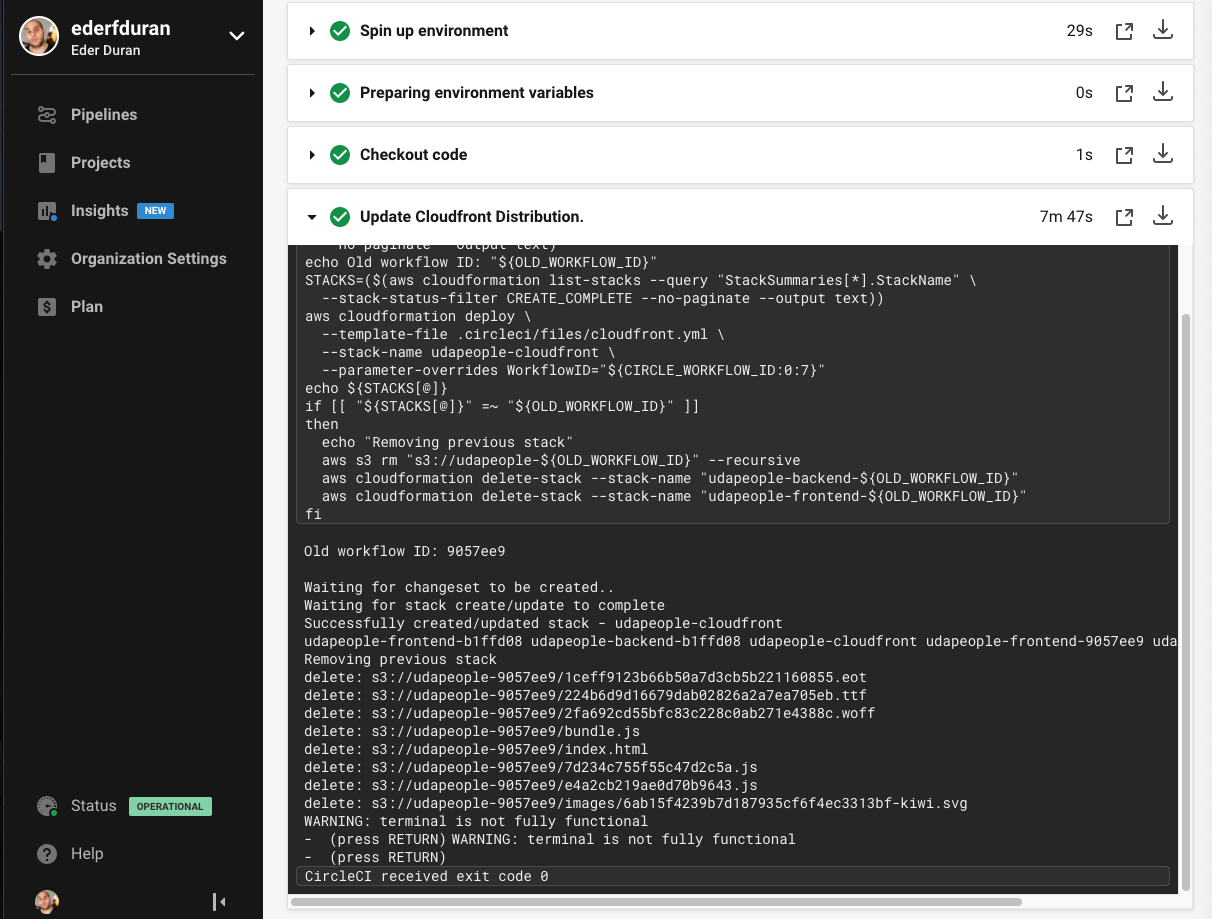 ederfduran
Eder Duran
Pipelines
Projects
Insights NEW
Organization Settings
Plan
Status OPERATIONAL
Help
Spin up environment 29s
Preparing environment variables 0s
Checkout code 1s
Update Cloudfront Distribution. 7m 47s
--no-paginate --output text)
echo Old workflow ID: "${OLD_WORKFLOW_ID}"
STACKS=($(aws cloudformation list-stacks --query "StackSummaries[*].StackName" \
--stack-status-filter CREATE_COMPLETE --no-paginate --output text))
aws cloudformation deploy \
--template-file .circleci/files/cloudfront.yml \
--stack-name udapeople-cloudfront \
--parameter-overrides WorkflowID="${CIRCLE_WORKFLOW_ID:0:7}"
echo ${STACKS[@]}
if [[ "${STACKS[@]}" =~ "${OLD_WORKFLOW_ID}" ]]
then
echo "Removing previous stack"
aws s3 rm "s3://udapeople-${OLD_WORKFLOW_ID}" --recursive
aws cloudformation delete-stack --stack-name "udapeople-backend-${OLD_WORKFLOW_ID}"
aws cloudformation delete-stack --stack-name "udapeople-frontend-${OLD_WORKFLOW_ID}"
fi
Old workflow ID: 9057ee9
Waiting for changeset to be created..
Waiting for stack create/update to complete
Successfully created/updated stack - udapeople-cloudfront
udapeople-frontend-b1ffd08 udapeople-backend-b1ffd08 udapeople-cloudfront udapeople-frontend-9057ee9 uda
Removing previous stack
delete: s3://udapeople-9057ee9/1ceff9123b66b50a7d3cb5b221160855.eot
delete: s3://udapeople-9057ee9/224b6d9d16679dab02826a2a7ea705eb.ttf
delete: s3://udapeople-9057ee9/2fa692cd55bfc83c228c0ab271e4388c.woff
delete: s3://udapeople-9057ee9/bundle.js
delete: s3://udapeople-9057ee9/index.html
delete: s3://udapeople-9057ee9/7d234c755f55c47d2c5a.js
delete: s3://udapeople-9057ee9/e4a2cb219ae0d70b9643.js
delete: s3://udapeople-9057ee9/images/6ab15f4239b7d187935cf6f4ec3313bf-kiwi.svg
WARNING: terminal is not fully functional
-  (press RETURN) WARNING: terminal is not fully functional
-  (press RETURN)
CircleCI received exit code 0